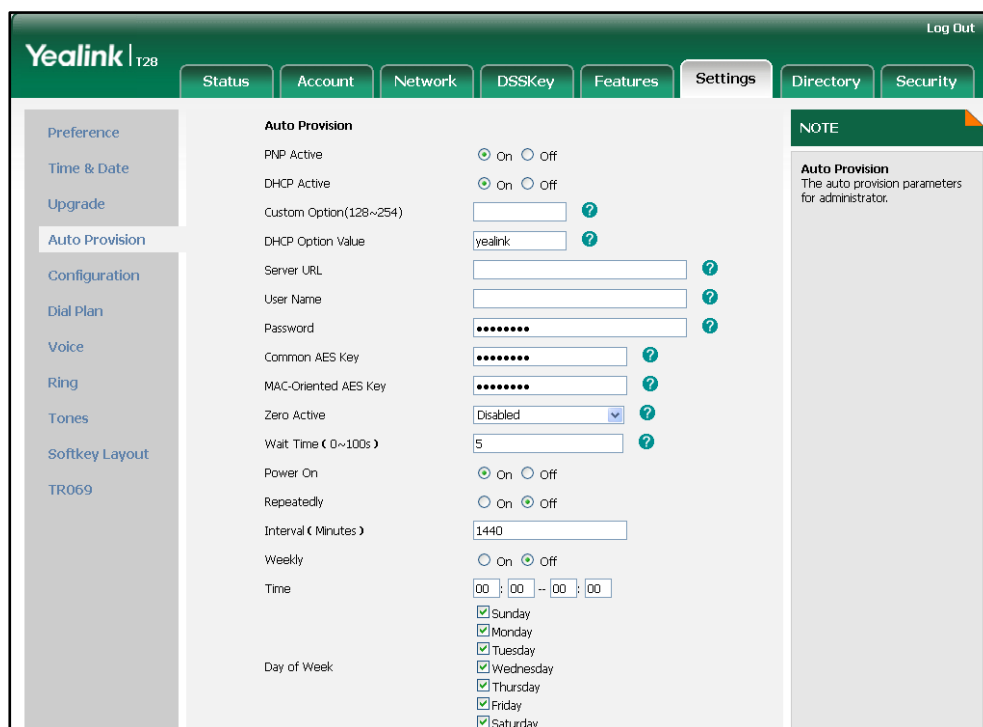 Log Out
Yealink T28
Status Account Network DSSKey Features Settings Directory Security
Preference
Time & Date
Upgrade
Auto Provision
Configuration
Dial Plan
Voice
Ring
Tones
Softkey Layout
TR069
Auto Provision
PNP Active On Off
DHCP Active On Off
Custom Option(128~254) ?
DHCP Option Value yealink ?
Server URL ?
User Name ?
Password •••••••• ?
Common AES Key •••••••• ?
MAC-Oriented AES Key •••••••• ?
Zero Active Disabled ?
Wait Time ( 0~100s ) 5 ?
Power On On Off
Repeatedly On Off
Interval ( Minutes ) 1440
Weekly On Off
Time 00 : 00 -- 00 : 00
Day of Week
Sunday
Monday
Tuesday
Wednesday
Thursday
Friday
Saturday
NOTE
Auto Provision
The auto provision parameters
for administrator.